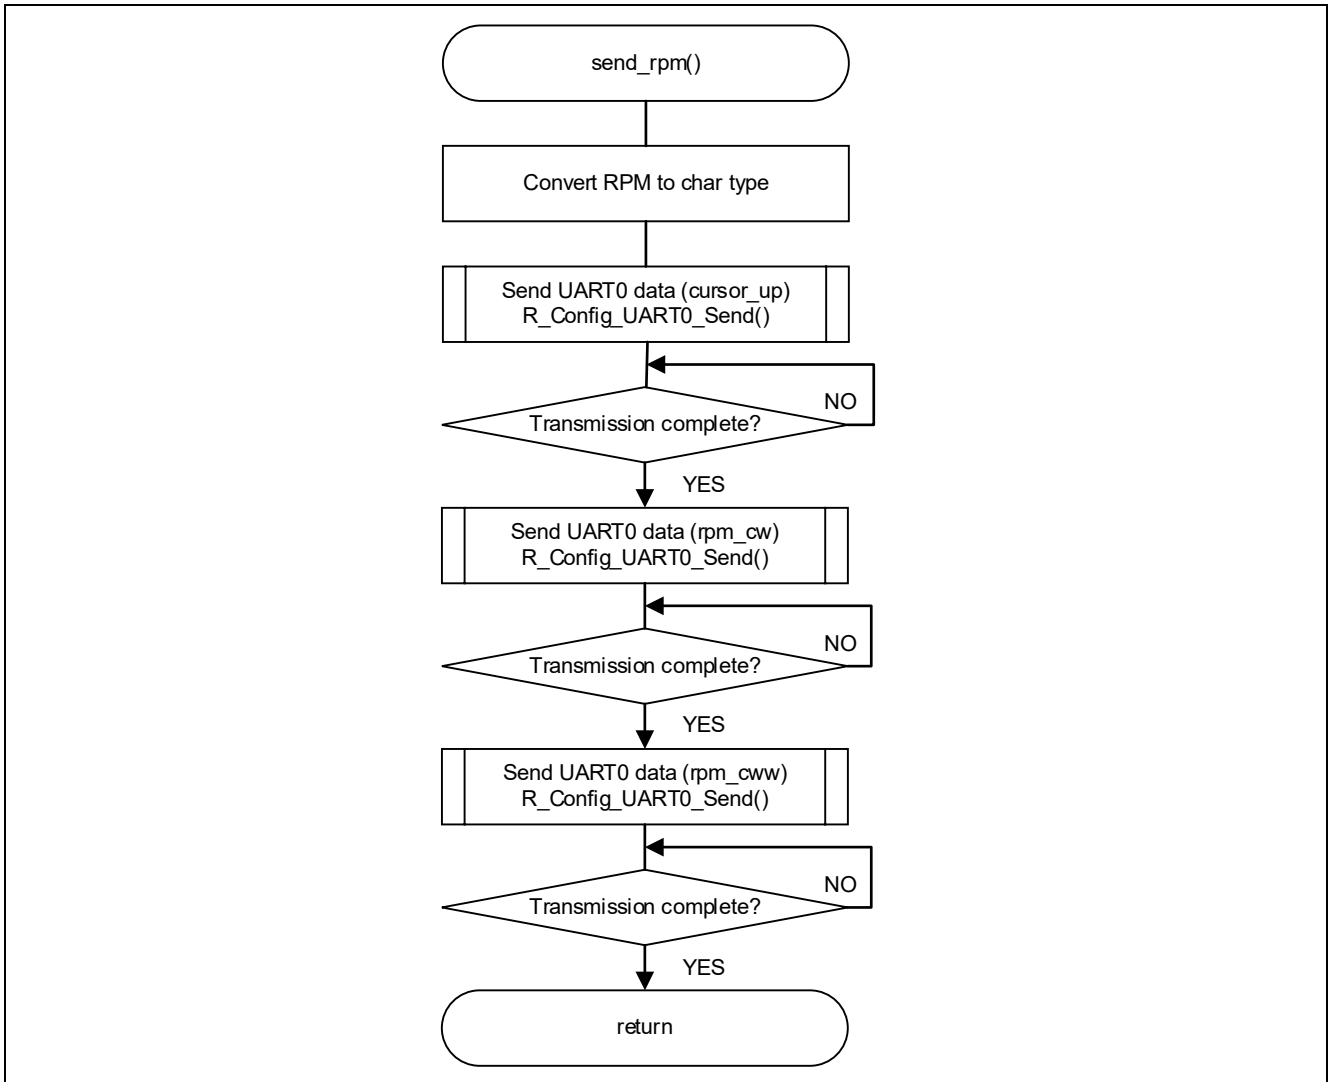 send_rpm()
Convert RPM to char type
Send UART0 data (cursor_up)
R_Config_UART0_Send()
Transmission complete?
NO
YES
Send UART0 data (rpm_cw)
R_Config_UART0_Send()
Transmission complete?
NO
YES
Send UART0 data (rpm_cww)
R_Config_UART0_Send()
Transmission complete?
NO
YES
return